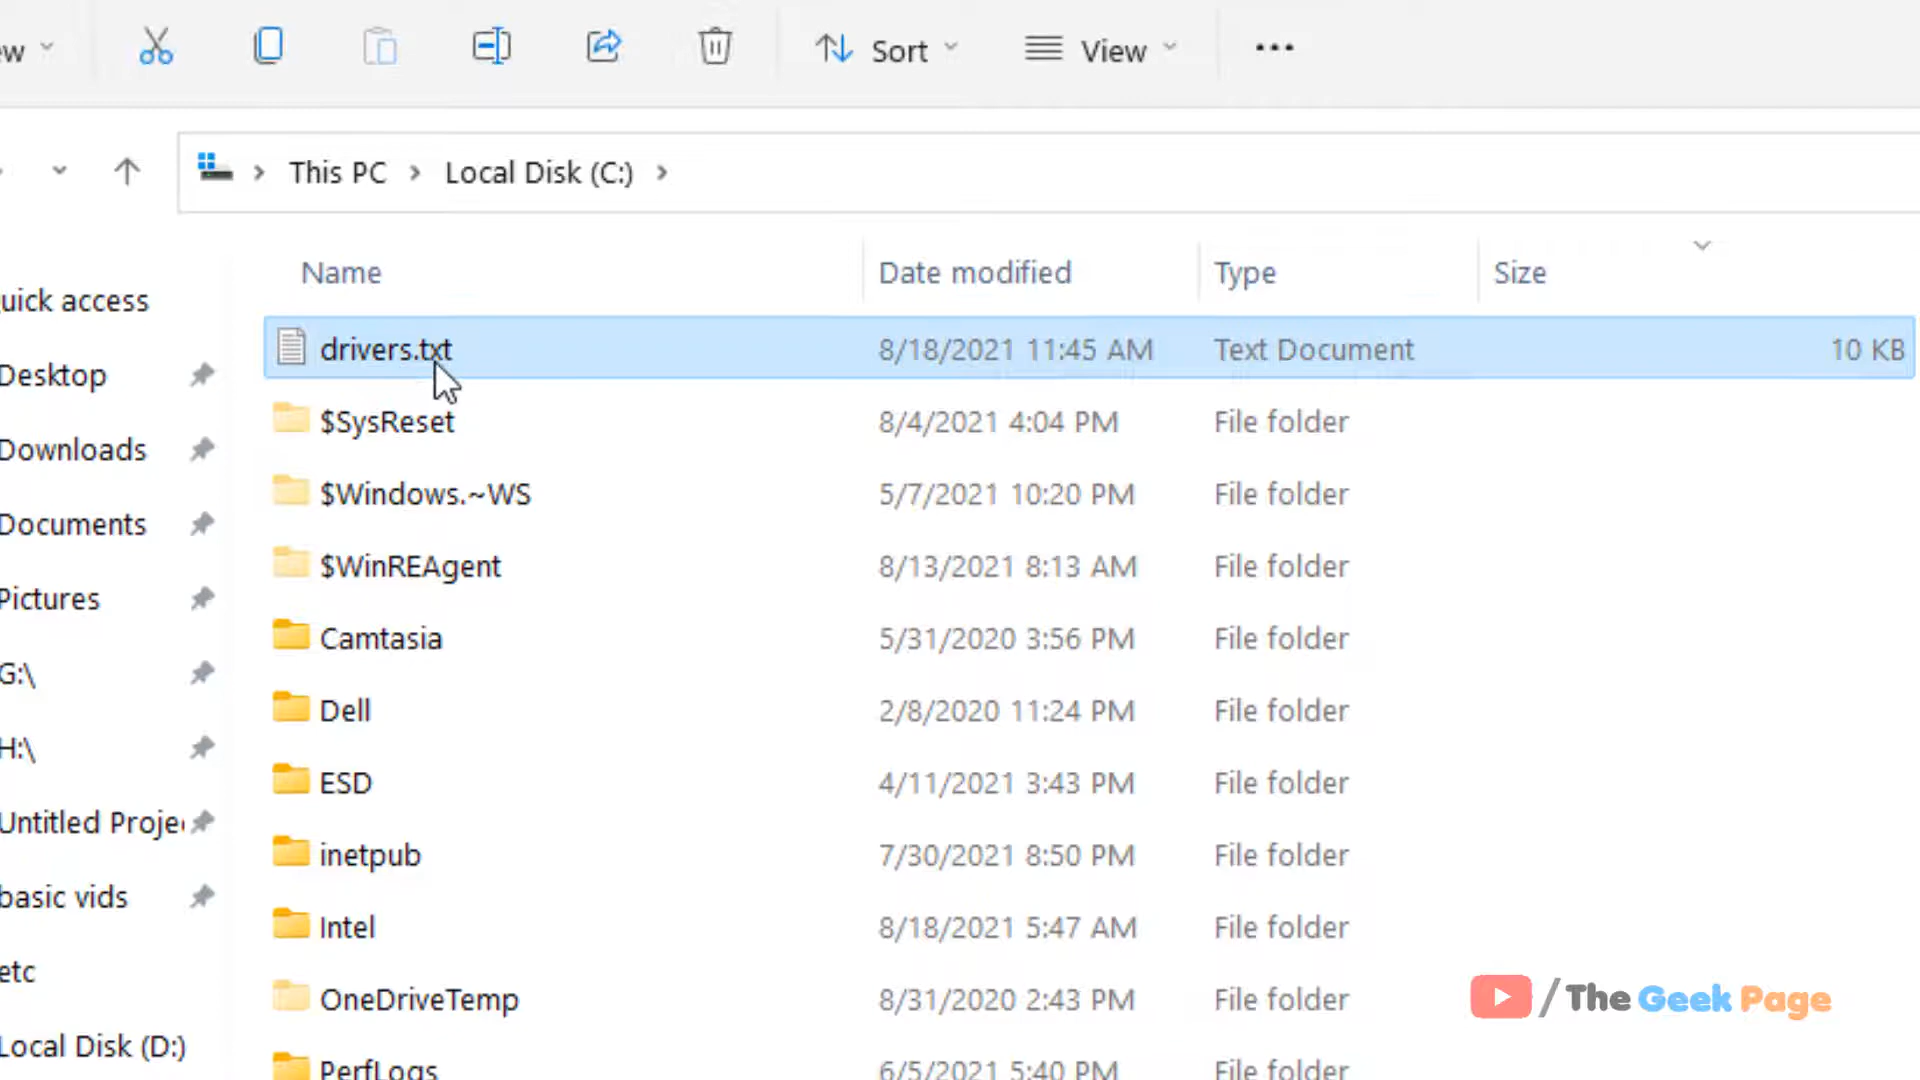 ew
Sort
View
This PC > Local Disk (C:) >
Name Date modified Type Size
uick access
drivers.txt 8/18/2021 11:45 AM Text Document 10 KB
Desktop
$SysReset 8/4/2021 4:04 PM File folder
Downloads
$Windows.~WS 5/7/2021 10:20 PM File folder
Documents
$WinREAgent 8/13/2021 8:13 AM File folder
Pictures
Camtasia 5/31/2020 3:56 PM File folder
G:\
Dell 2/8/2020 11:24 PM File folder
H:\
ESD 4/11/2021 3:43 PM File folder
Untitled Proje
inetpub 7/30/2021 8:50 PM File folder
basic vids
Intel 8/18/2021 5:47 AM File folder
etc
OneDriveTemp 8/31/2020 2:43 PM File folder
/The Geek Page
Local Disk (D:)
PerfLogs 6/5/2021 5:40 PM File folder